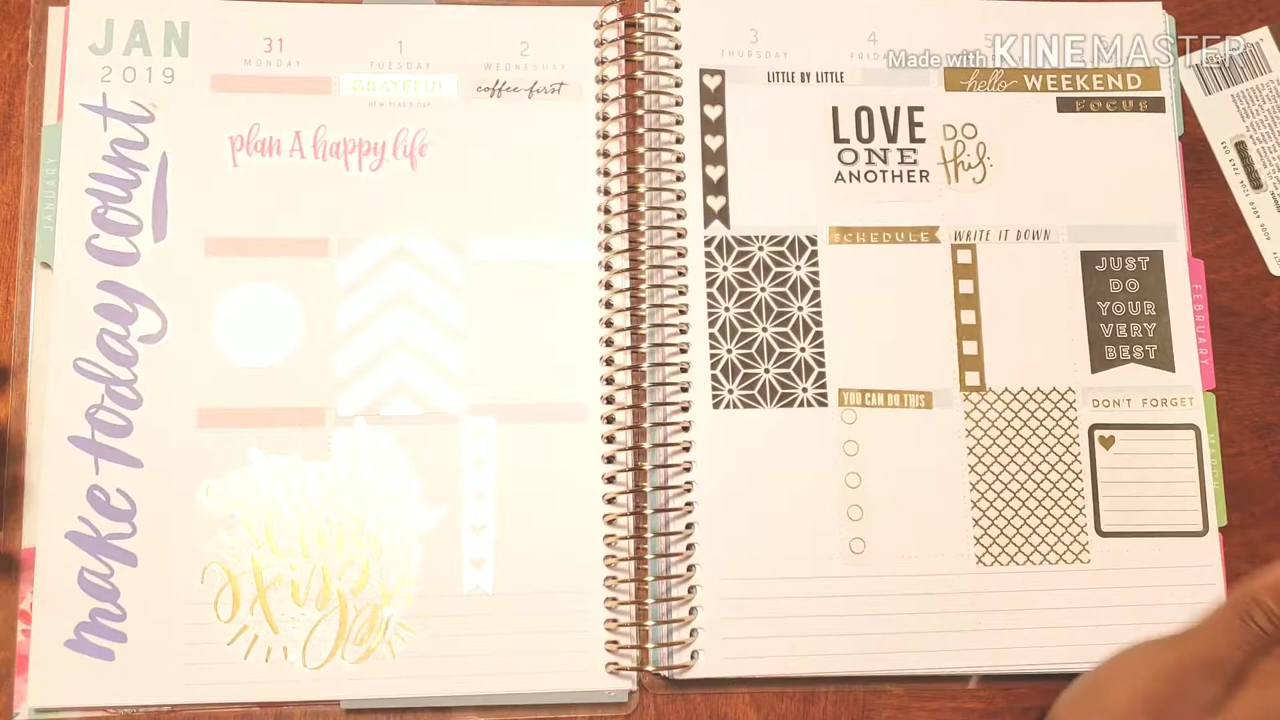 JAN
2019
make today count
JANUARY
31
MONDAY
1
TUESDAY
2
WEDNESDAY
GRATEFUL
NEW YEAR'S DAY
coffee first
plan A happy life
3
THURSDAY
4
Made with KINEMASTER
LITTLE BY LITTLE
hello WEEKEND
FOCUS
LOVE
ONE
ANOTHER
DO
this:
SCHEDULE
WRITE IT DOWN
JUST
DO
YOUR
VERY
BEST
YOU CAN DO THIS
DON'T FORGET
FEBRUARY
MARCH